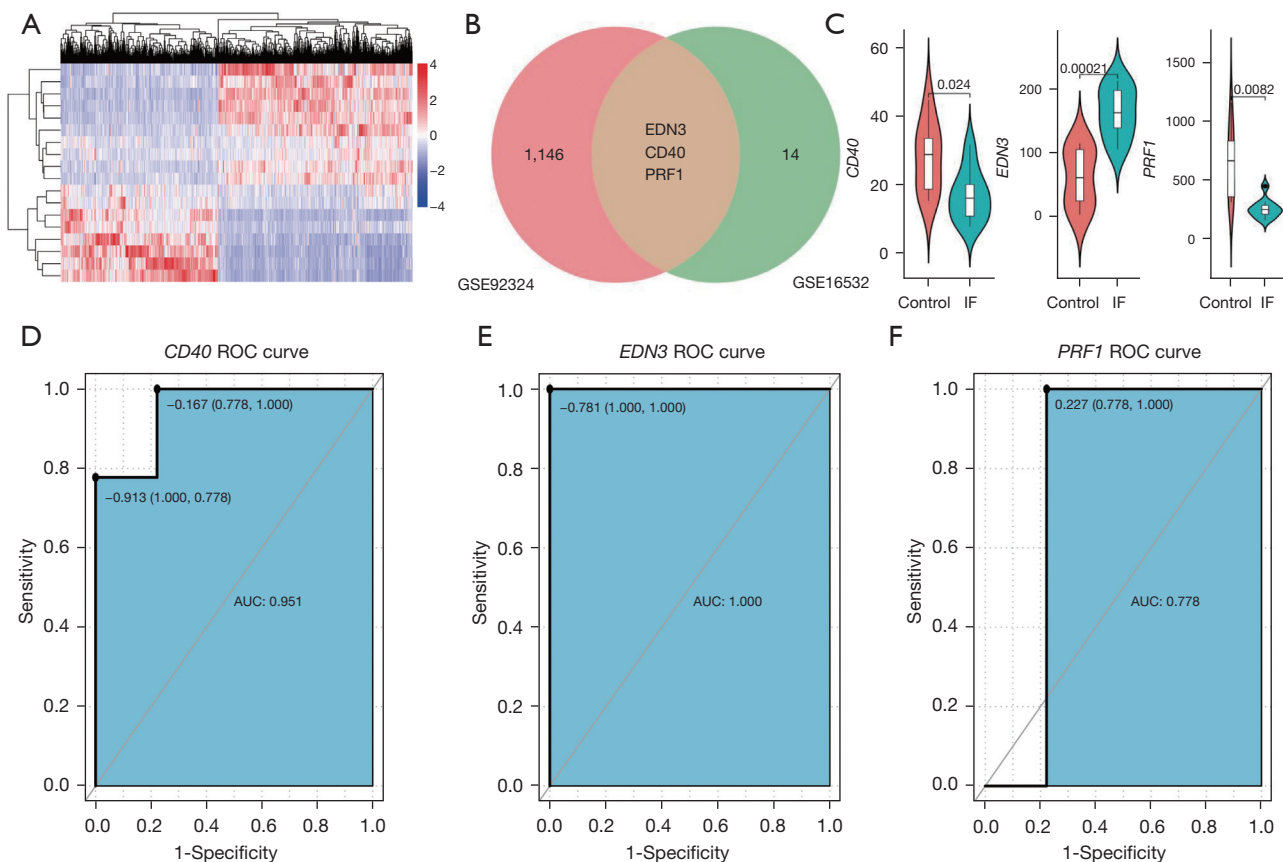 A
4
2
0
−2
−4
B
1,146
EDN3
CD40
PRF1
14
GSE92324
GSE16532
C
CD40
60
40
20
0
0.024
Control IF
EDN3
200
100
0
0.00021
Control IF
PRF1
1500
1000
500
0
0.0082
Control IF
D
CD40 ROC curve
Sensitivity
1.0
0.8
0.6
0.4
0.2
0.0
−0.167 (0.778, 1.000)
−0.913 (1.000, 0.778)
AUC: 0.951
0.0 0.2 0.4 0.6 0.8 1.0
1-Specificity
E
EDN3 ROC curve
Sensitivity
1.0
0.8
0.6
0.4
0.2
0.0
−0.781 (1.000, 1.000)
AUC: 1.000
0.0 0.2 0.4 0.6 0.8 1.0
1-Specificity
F
PRF1 ROC curve
Sensitivity
1.0
0.8
0.6
0.4
0.2
0.0
0.227 (0.778, 1.000)
AUC: 0.778
0.0 0.2 0.4 0.6 0.8 1.0
1-Specificity